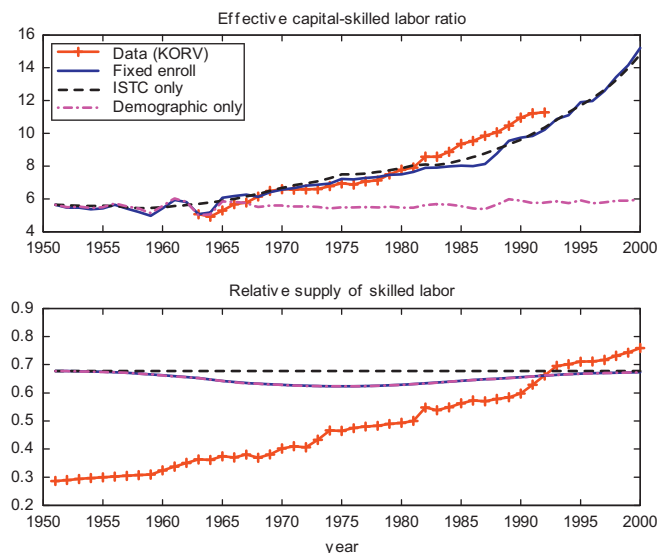 Effective capital-skilled labor ratio
16
14
12
10
8
6
4
Data (KORV)
Fixed enroll
ISTC only
Demographic only
1950 1955 1960 1965 1970 1975 1980 1985 1990 1995 2000
Relative supply of skilled labor
0.9
0.8
0.7
0.6
0.5
0.4
0.3
0.2
1950 1955 1960 1965 1970 1975 1980 1985 1990 1995 2000
year